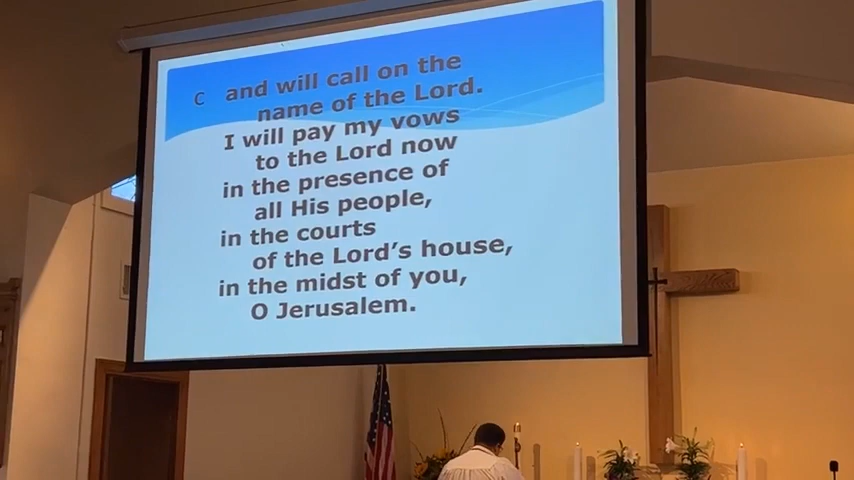 C and will call on the
name of the Lord.
I will pay my vows
to the Lord now
in the presence of
all His people,
in the courts
of the Lord's house,
in the midst of you,
O Jerusalem.